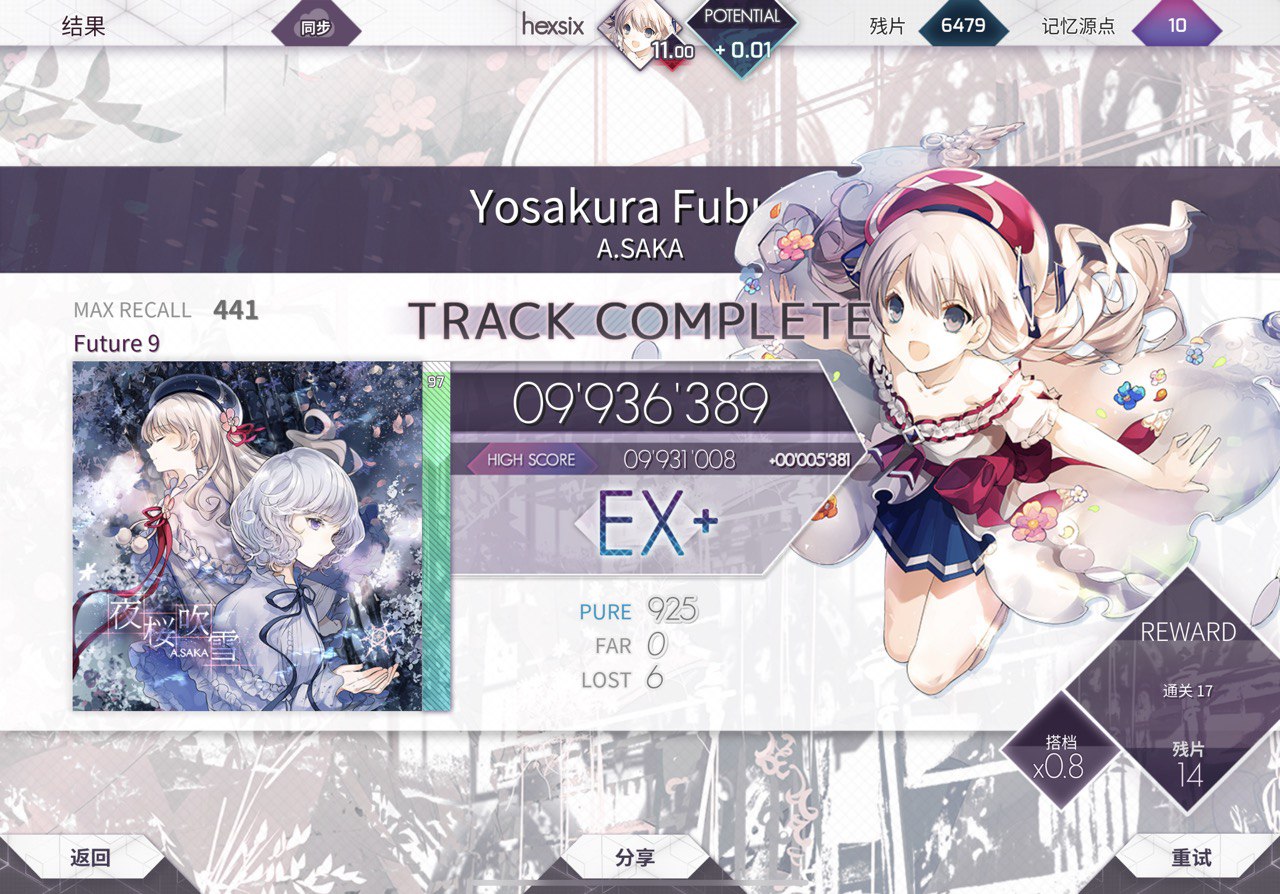 结果
同步
hexsix
11.00
POTENTIAL
+ 0.01
残片
6479
记忆源点
10
Yosakura Fubu
A.SAKA
MAX RECALL 441
TRACK COMPLETE
Future 9
97
09'936'389
HIGH SCORE 09'931'008 +00'005'381
EX+
夜桜吹雪
A.SAKA
PURE 925
FAR 0
LOST 6
REWARD
通关 17
搭档
x0.8
残片
14
返回
分享
重试